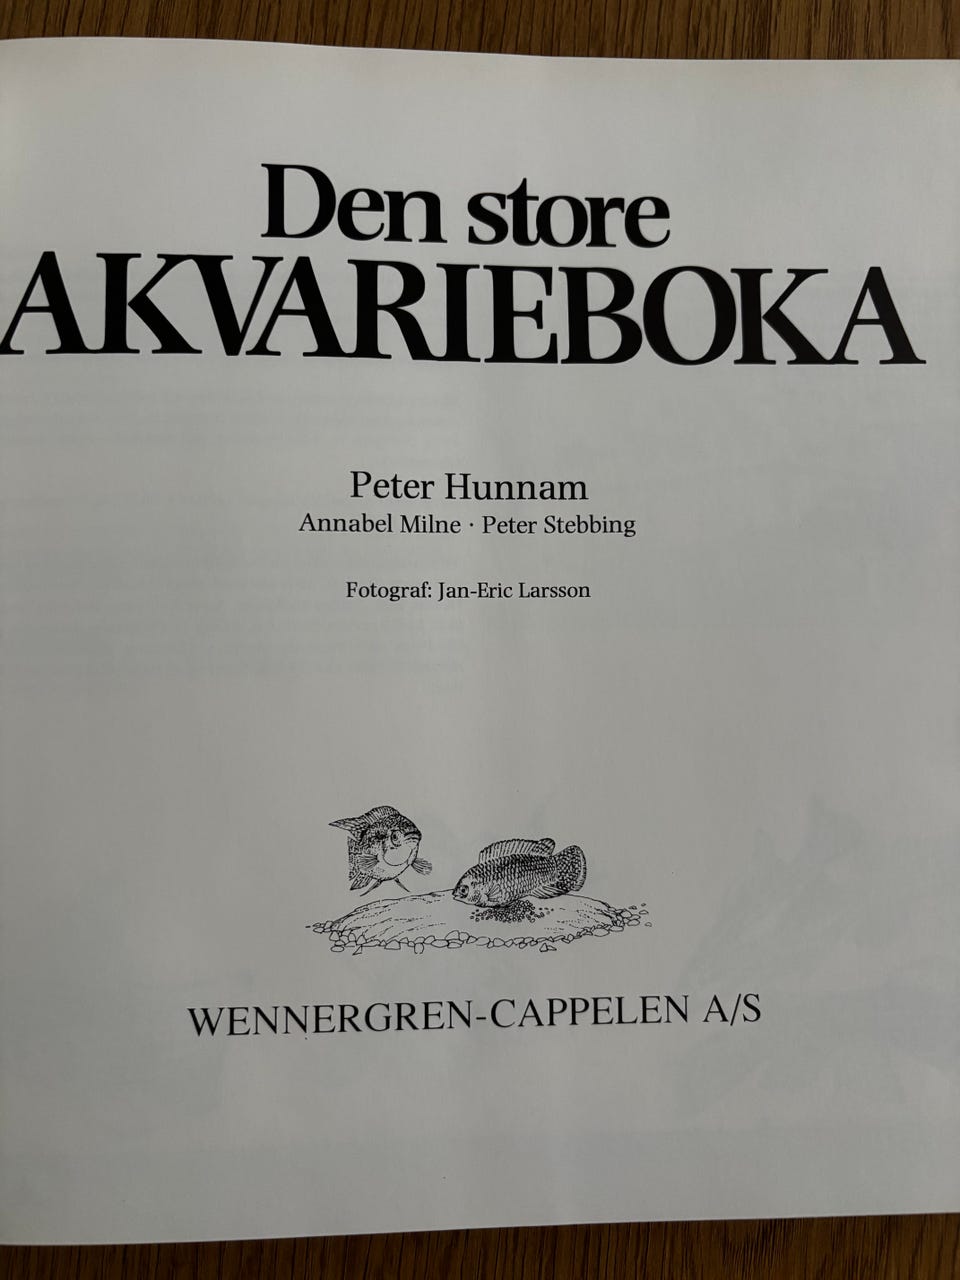 Den store
AKVARIEBOKA
Peter Hunnam
Annabel Milne · Peter Stebbing
Fotograf: Jan-Eric Larsson
WENNERGREN-CAPPELEN A/S